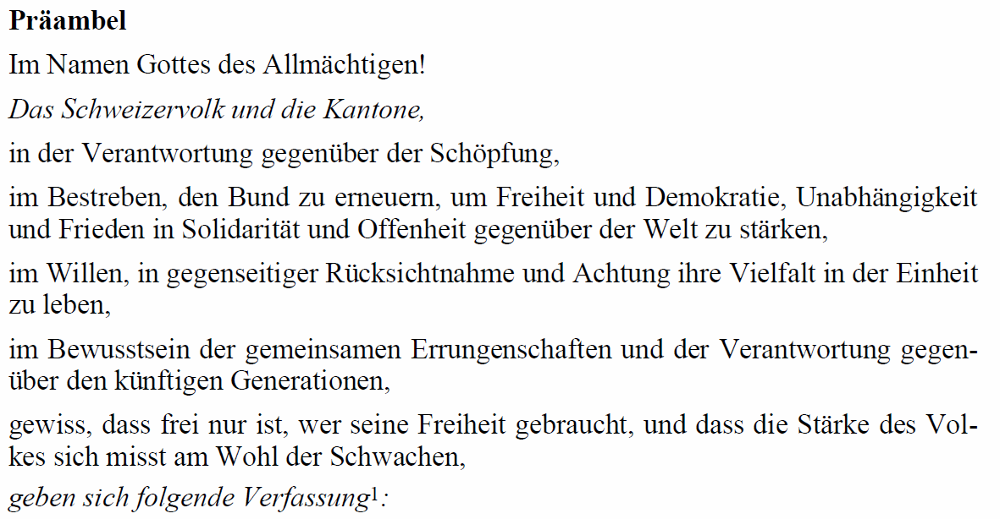 Präambel
Im Namen Gottes des Allmächtigen!
Das Schweizervolk und die Kantone,
in der Verantwortung gegenüber der Schöpfung,
im Bestreben, den Bund zu erneuern, um Freiheit und Demokratie, Unabhängigkeit
und Frieden in Solidarität und Offenheit gegenüber der Welt zu stärken,
im Willen, in gegenseitiger Rücksichtnahme und Achtung ihre Vielfalt in der Einheit
zu leben,
im Bewusstsein der gemeinsamen Errungenschaften und der Verantwortung gegen-
über den künftigen Generationen,
gewiss, dass frei nur ist, wer seine Freiheit gebraucht, und dass die Stärke des Vol-
kes sich misst am Wohl der Schwachen,
geben sich folgende Verfassung¹: